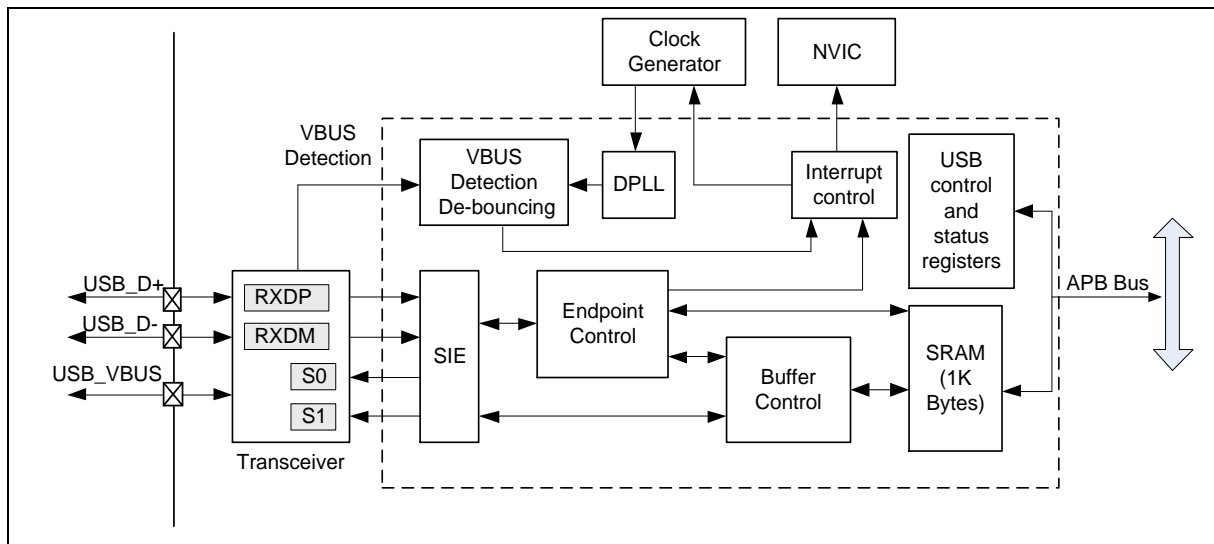 Clock
Generator
NVIC
VBUS
Detection
VBUS
Detection
De-bouncing
DPLL
Interrupt
control
USB
control
and
status
registers
USB_D+
USB_D-
USB_VBUS
RXDP
RXDM
S0
S1
Transceiver
SIE
Endpoint
Control
Buffer
Control
SRAM
(1K
Bytes)
APB Bus